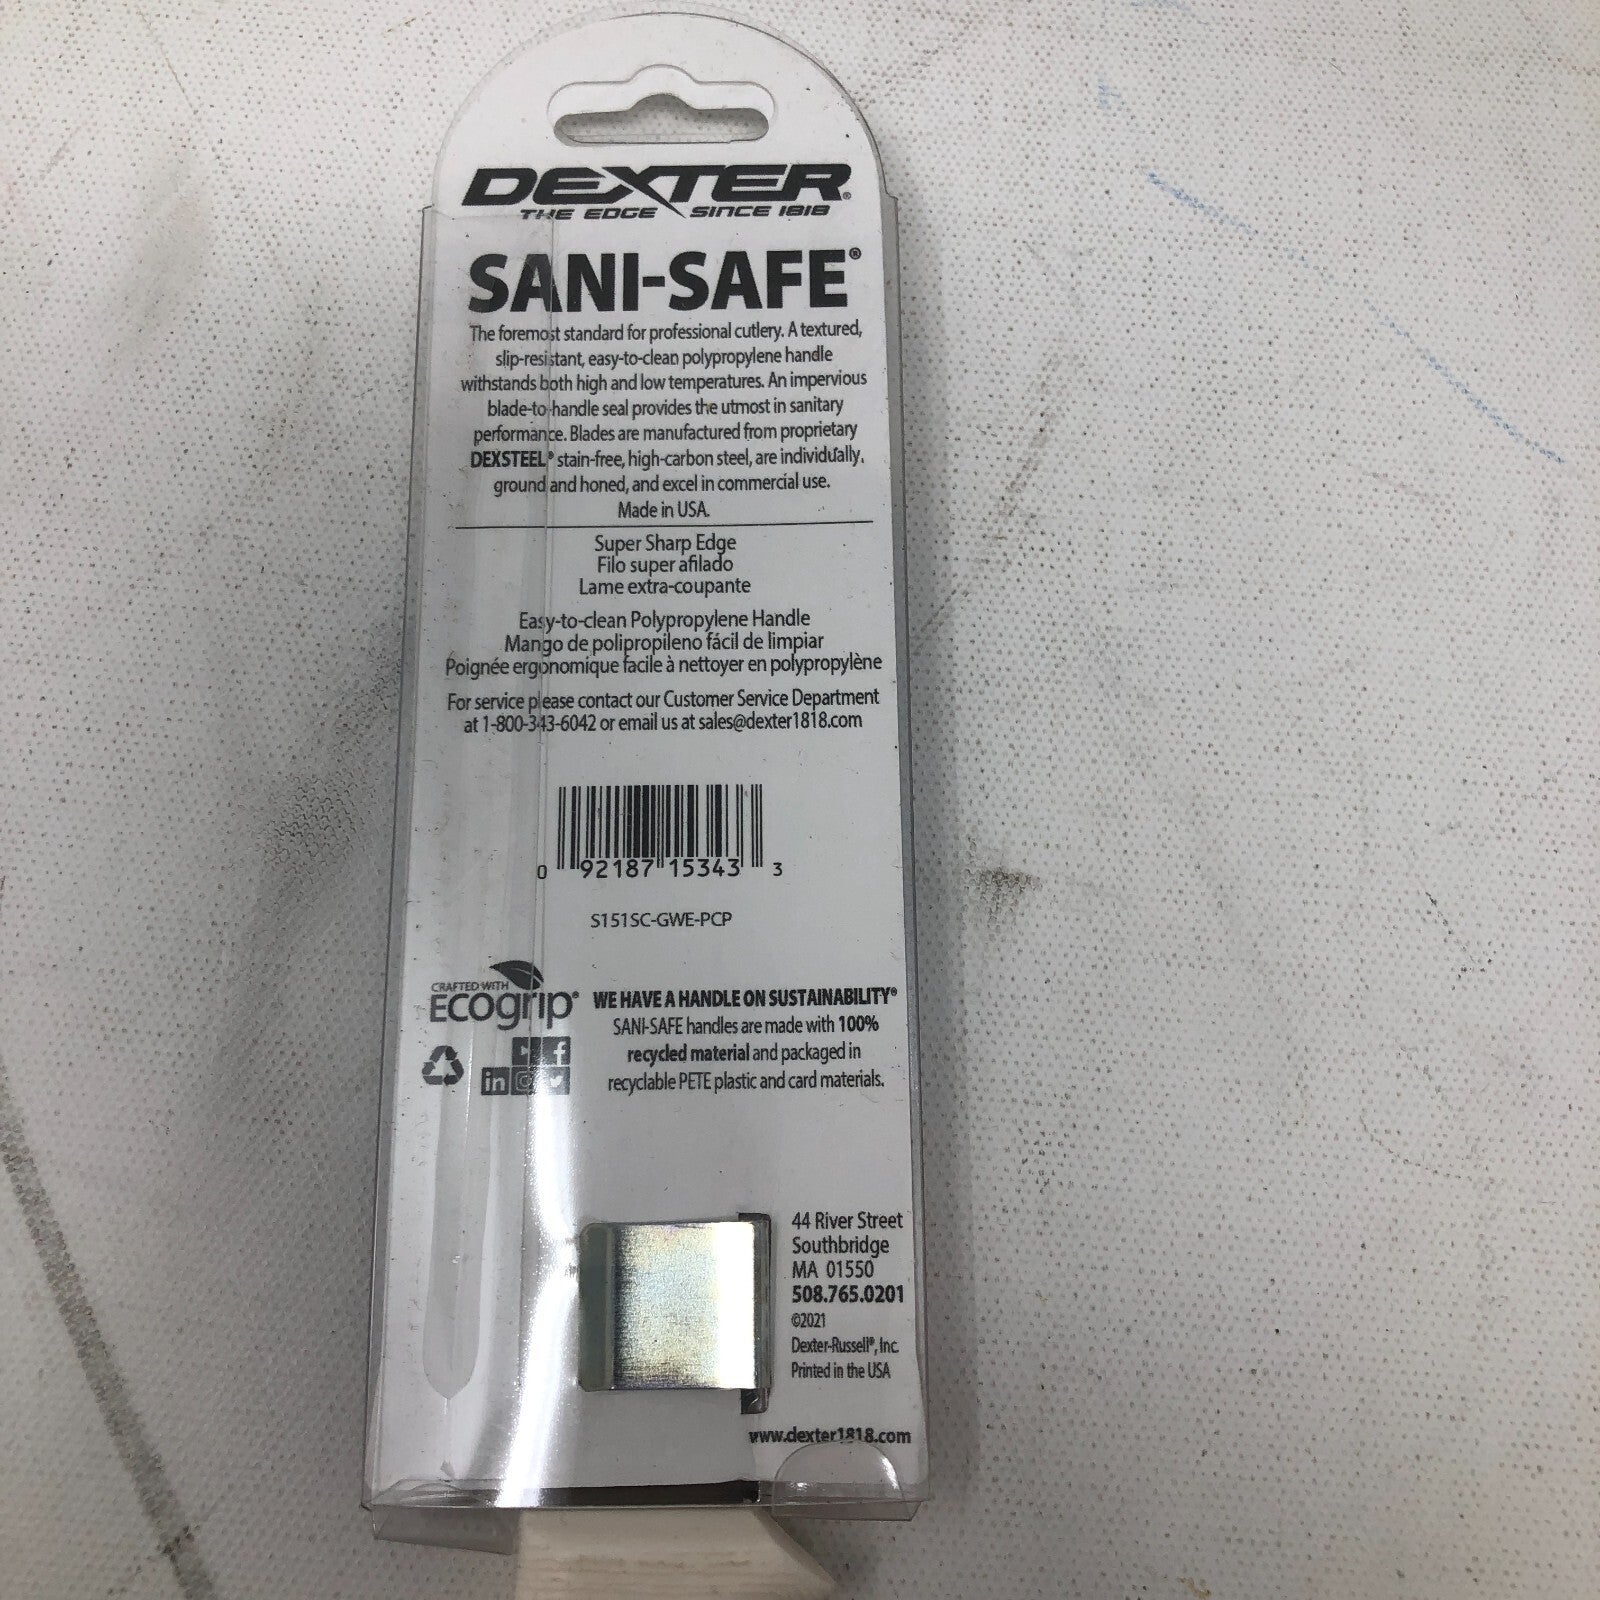 DEXTER®
THE EDGE SINCE 1818
SANI-SAFE®
The foremost standard for professional cutlery. A textured,
slip-resistant, easy-to-clean polypropylene handle
withstands both high and low temperatures. An impervious
blade-to-handle seal provides the utmost in sanitary
performance. Blades are manufactured from proprietary
DEXSTEEL® stain-free, high-carbon steel, are individually
ground and honed, and excel in commercial use.
Made in USA.
Super Sharp Edge
Filo super afilado
Lame extra-coupante
Easy-to-clean Polypropylene Handle
Mango de polipropileno fácil de limpiar
Poignée ergonomique facile à nettoyer en polypropylène
For service please contact our Customer Service Department
at 1-800-343-6042 or email us at sales@dexter1818.com
0 92187 15343 3
S151SC-GWE-PCP
CRAFTED WITH
Ecogrip®
WE HAVE A HANDLE ON SUSTAINABILITY®
SANI-SAFE handles are made with 100%
recycled material and packaged in
recyclable PETE plastic and card materials.
44 River Street
Southbridge
MA 01550
508.765.0201
©2021
Dexter-Russell®, Inc.
Printed in the USA
www.dexter1818.com